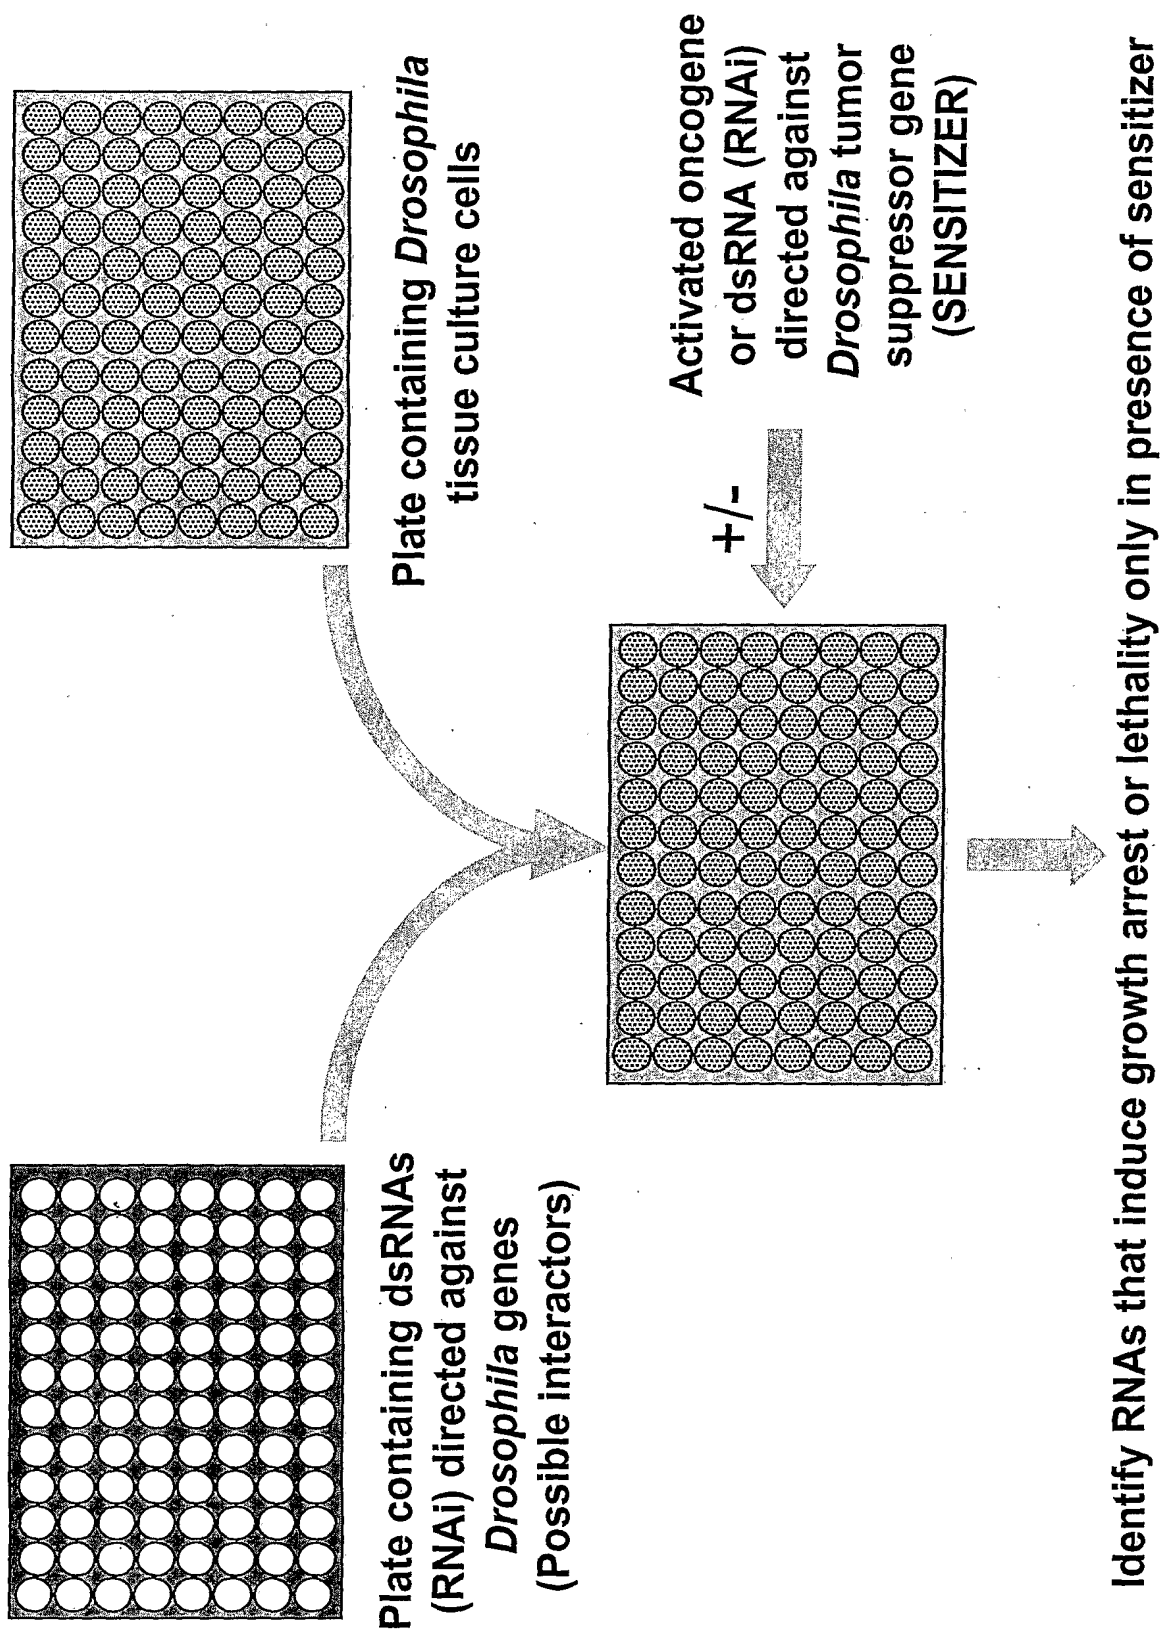 Plate containing dsRNAs
(RNAi) directed against
Drosophila genes
(Possible interactors)
Plate containing Drosophila
tissue culture cells
+/-
Activated oncogene
or dsRNA (RNAi)
directed against
Drosophila tumor
suppressor gene
(SENSITIZER)
Identify RNAs that induce growth arrest or lethality only in presence of sensitizer